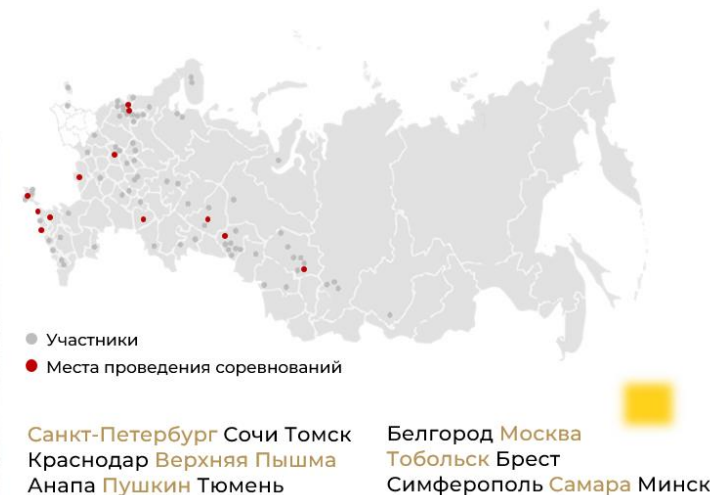 Участники
Места проведения соревнований
Санкт-Петербург Сочи Томск
Краснодар Верхняя Пышма
Анапа Пушкин Тюмень
Белгород Москва
Тобольск Брест
Симферополь Самара Минск